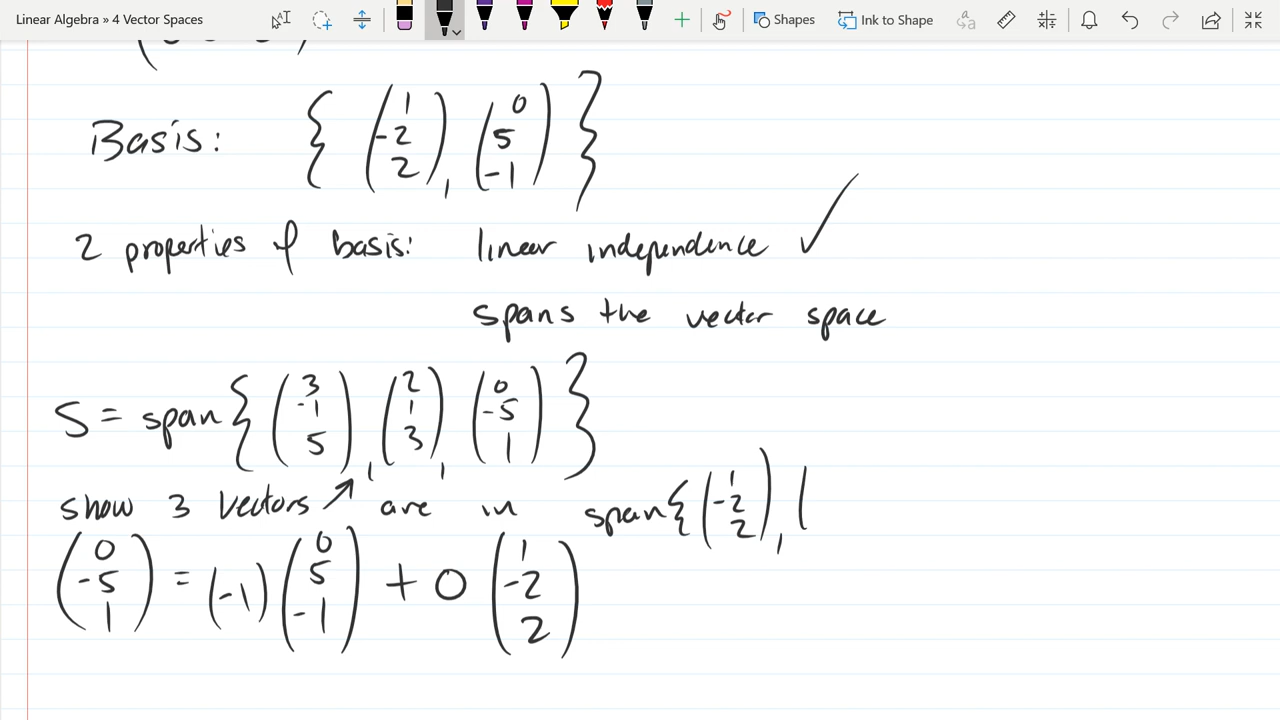 Linear Algebra » 4 Vector Spaces Shapes Ink to Shape
Basis: { (1 -2 2), (0 5 -1) }
2 properties of basis: linear independence ✓
spans the vector space
S = span{ (3 -1 5), (2 1 3), (0 -5 1) }
show 3 vectors ↗ are in span{ (1 -2 2), (
(0 -5 1) = (-1) (0 5 -1) + 0 (1 -2 2)